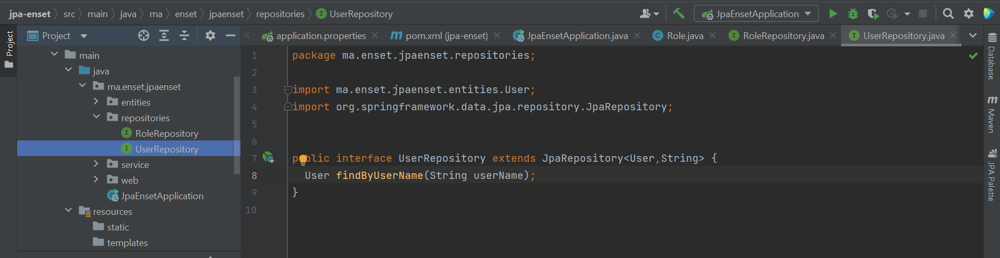 jpa-enset src main java ma enset jpaenset repositories UserRepository JpaEnsetApplication
Project
Project
application.properties pom.xml (jpa-enset) JpaEnsetApplication.java Role.java RoleRepository.java UserRepository.java
main
java
ma.enset.jpaenset
entities
repositories
RoleRepository
UserRepository
service
web
JpaEnsetApplication
resources
static
templates
1 package ma.enset.jpaenset.repositories;
2
3 import ma.enset.jpaenset.entities.User;
4 import org.springframework.data.jpa.repository.JpaRepository;
5
6
7 public interface UserRepository extends JpaRepository<User,String> {
8 User findByUserName(String userName);
9 }
10
Database
Maven
JPA Palette